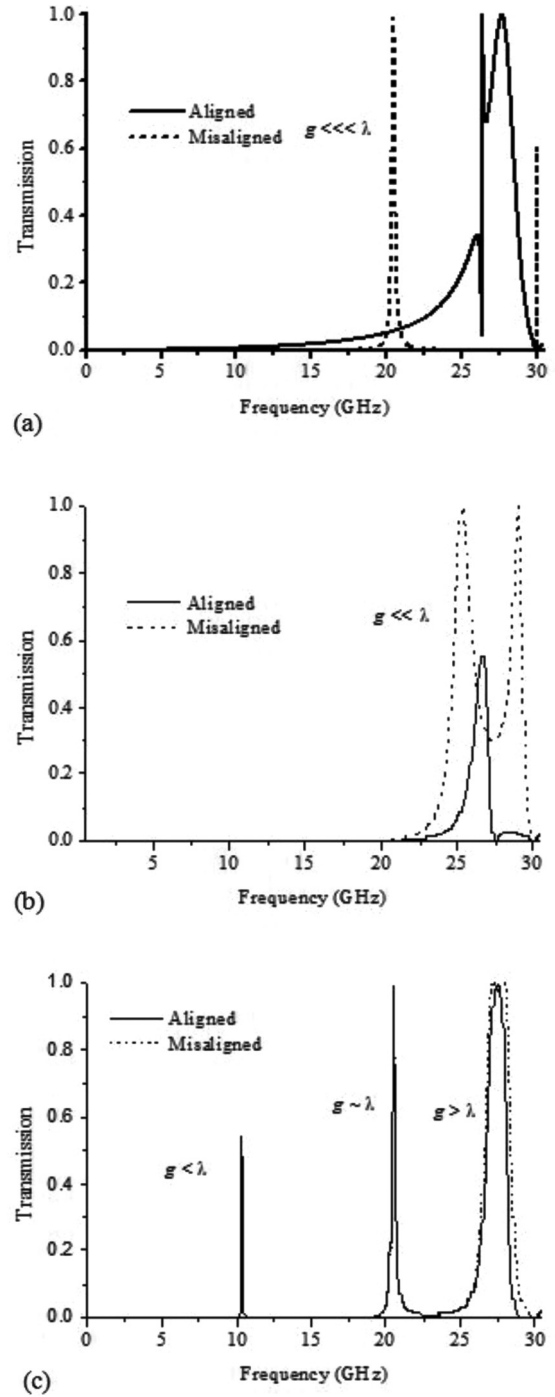 1.0
0.8
0.6
0.4
0.2
0.0
Transmission
Aligned
Misaligned
g <<< λ
0 5 10 15 20 25 30
Frequency (GHz)
(a)
1.0
0.8
0.6
0.4
0.2
0.0
Transmission
Aligned
Misaligned
g << λ
5 10 15 20 25 30
Frequency (GHz)
(b)
1.0
0.8
0.6
0.4
0.2
0.0
Transmission
Aligned
Misaligned
g < λ
g ~ λ
g > λ
0 5 10 15 20 25 30
Frequency (GHz)
(c)